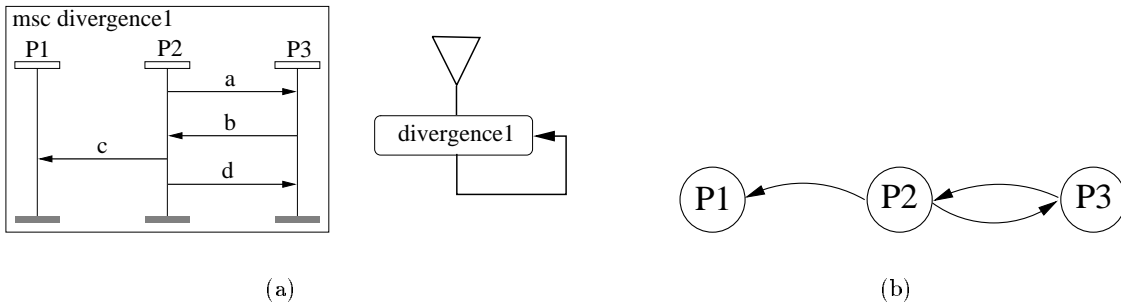 msc divergence1
P1 P2 P3
a
b
c
d
divergence1
P1 P2 P3
(a) (b)